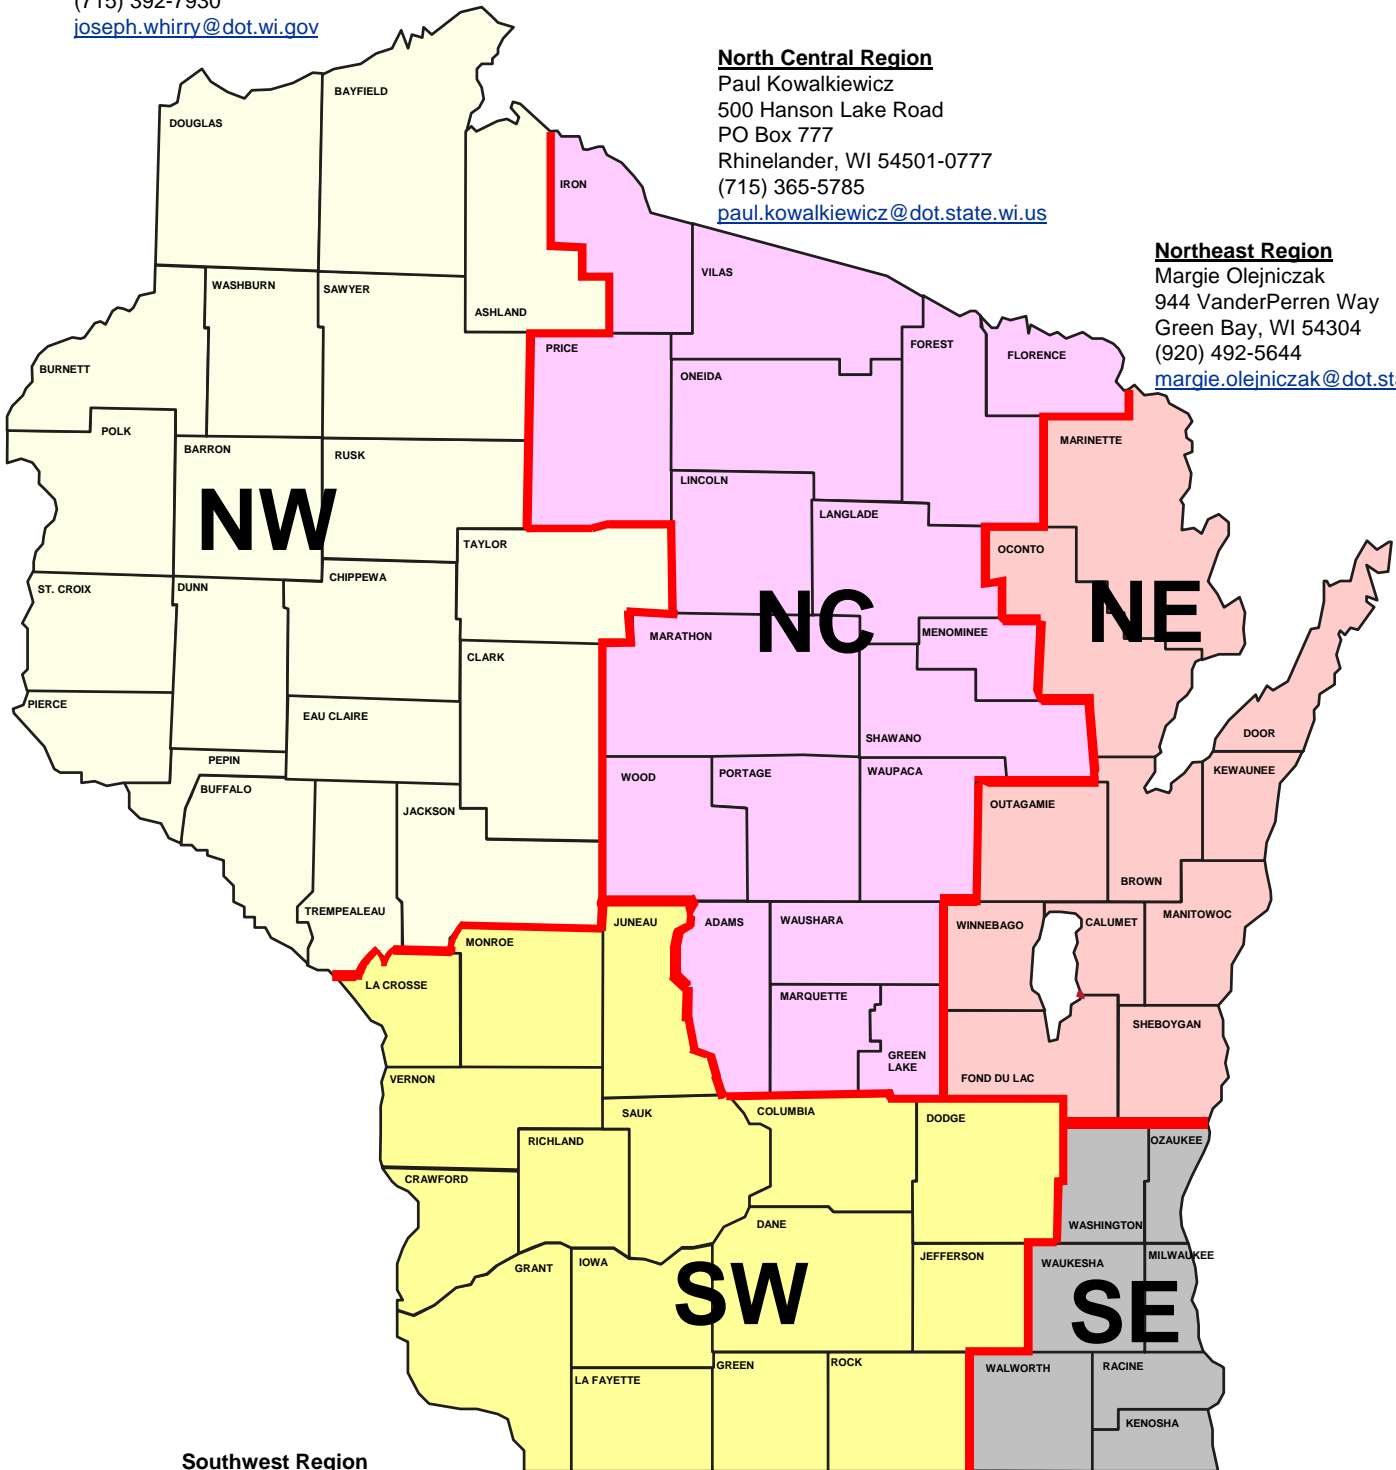 (715) 392-7930
joseph.whirry@dot.wi.gov
North Central Region
Paul Kowalkiewicz
500 Hanson Lake Road
PO Box 777
Rhinelander, WI 54501-0777
(715) 365-5785
paul.kowalkiewicz@dot.state.wi.us
Northeast Region
Margie Olejniczak
944 VanderPerren Way
Green Bay, WI 54304
(920) 492-5644
margie.olejniczak@dot.sta
BAYFIELD
DOUGLAS
IRON
VILAS
WASHBURN
SAWYER
ASHLAND
PRICE
FOREST
FLORENCE
BURNETT
ONEIDA
POLK
MARINETTE
BARRON
RUSK
LINCOLN
NW
LANGLADE
TAYLOR
OCONTO
CHIPPEWA
ST. CROIX
DUNN
NC
NE
MARATHON
MENOMINEE
CLARK
PIERCE
EAU CLAIRE
SHAWANO
DOOR
PEPIN
WOOD
PORTAGE
WAUPACA
KEWAUNEE
BUFFALO
OUTAGAMIE
JACKSON
BROWN
TREMPEALEAU
JUNEAU
ADAMS
WAUSHARA
WINNEBAGO
CALUMET
MANITOWOC
MONROE
LA CROSSE
MARQUETTE
SHEBOYGAN
GREEN
LAKE
VERNON
FOND DU LAC
SAUK
COLUMBIA
DODGE
RICHLAND
OZAUKEE
CRAWFORD
DANE
WASHINGTON
GRANT
IOWA
JEFFERSON
WAUKESHA
MILWAUKEE
SW
SE
GREEN
ROCK
WALWORTH
RACINE
LA FAYETTE
KENOSHA
Southwest Region